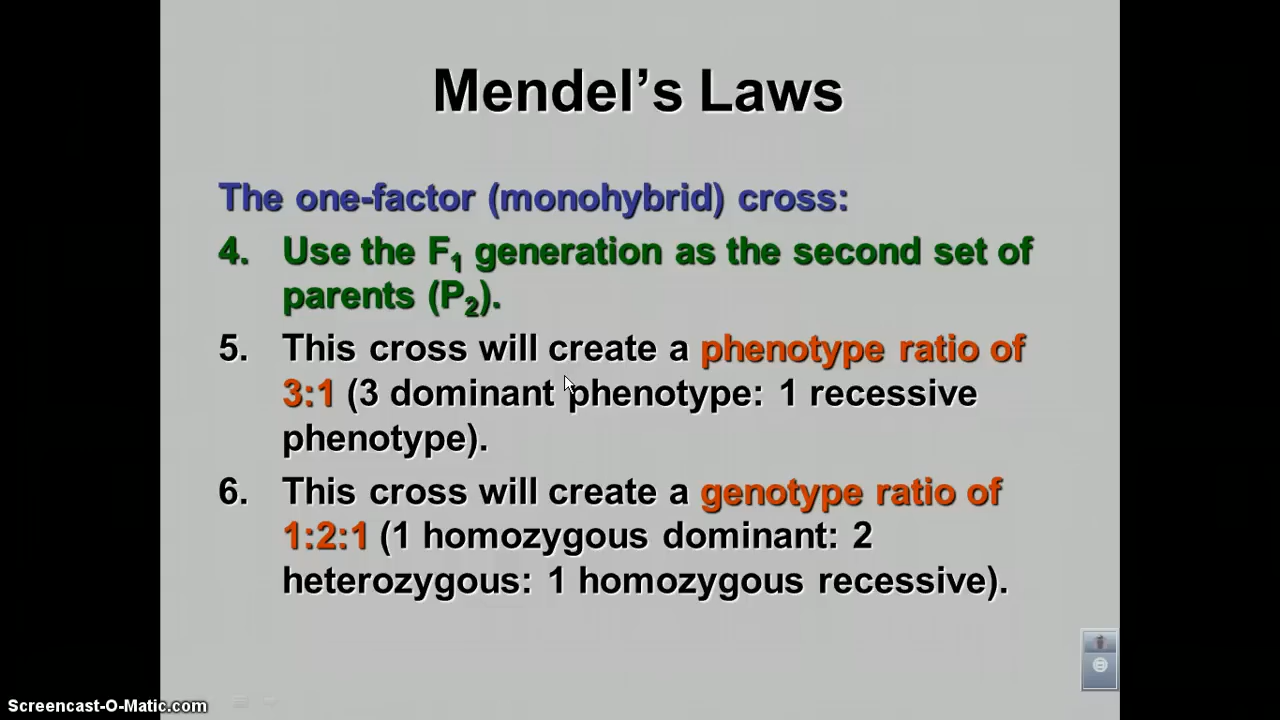 Mendel’s Laws
The one-factor (monohybrid) cross:
4. Use the F₁ generation as the second set of
parents (P₂).
5. This cross will create a phenotype ratio of
3:1 (3 dominant phenotype: 1 recessive
phenotype).
6. This cross will create a genotype ratio of
1:2:1 (1 homozygous dominant: 2
heterozygous: 1 homozygous recessive).
Screencast-O-Matic.com